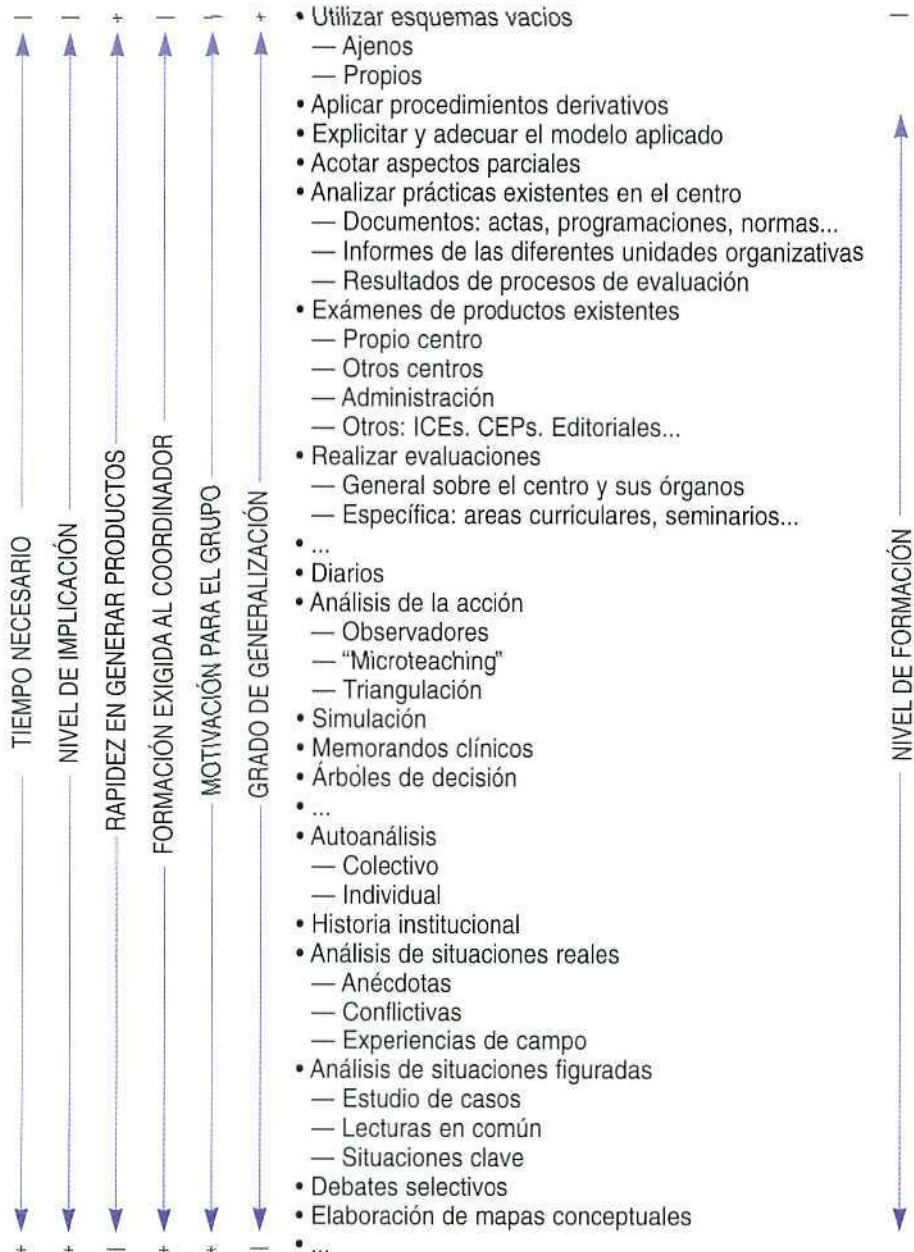 — — + — — +
• Utilizar esquemas vacios
— Ajenos
— Propios
• Aplicar procedimientos derivativos
• Explicitar y adecuar el modelo aplicado
• Acotar aspectos parciales
• Analizar prácticas existentes en el centro
— Documentos: actas, programaciones, normas...
— Informes de las diferentes unidades organizativas
— Resultados de procesos de evaluación
• Exámenes de productos existentes
— Propio centro
— Otros centros
— Administración
— Otros: ICEs. CEPs. Editoriales...
• Realizar evaluaciones
— General sobre el centro y sus órganos
— Específica: areas curriculares, seminarios...
• ...
• Diarios
• Análisis de la acción
— Observadores
— “Microteaching”
— Triangulación
• Simulación
• Memorandos clínicos
• Árboles de decisión
• ...
• Autoanálisis
— Colectivo
— Individual
• Historia institucional
• Análisis de situaciones reales
— Anécdotas
— Conflictivas
— Experiencias de campo
• Análisis de situaciones figuradas
— Estudio de casos
— Lecturas en común
— Situaciones clave
• Debates selectivos
• Elaboración de mapas conceptuales
• ...
TIEMPO NECESARIO
NIVEL DE IMPLICACIÓN
RAPIDEZ EN GENERAR PRODUCTOS
FORMACIÓN EXIGIDA AL COORDINADOR
MOTIVACIÓN PARA EL GRUPO
GRADO DE GENERALIZACIÓN
+ + — + + —
—
NIVEL DE FORMACIÓN